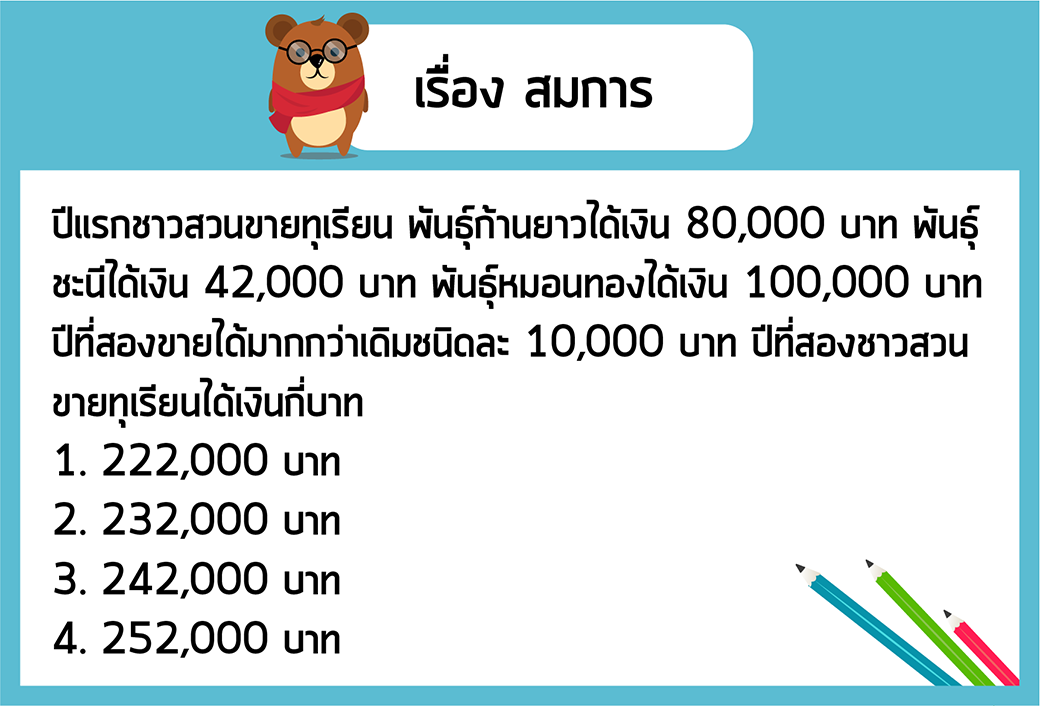 เรื่อง สมการ
ปีแรกชาวสวนขายทุเรียน พันธุ์ก้านยาวได้เงิน 80,000 บาท พันธุ์
ชะนีได้เงิน 42,000 บาท พันธุ์หมอนทองได้เงิน 100,000 บาท
ปีที่สองขายได้มากกว่าเดิมชนิดละ 10,000 บาท ปีที่สองชาวสวน
ขายทุเรียนได้เงินกี่บาท
1. 222,000 บาท
2. 232,000 บาท
3. 242,000 บาท
4. 252,000 บาท